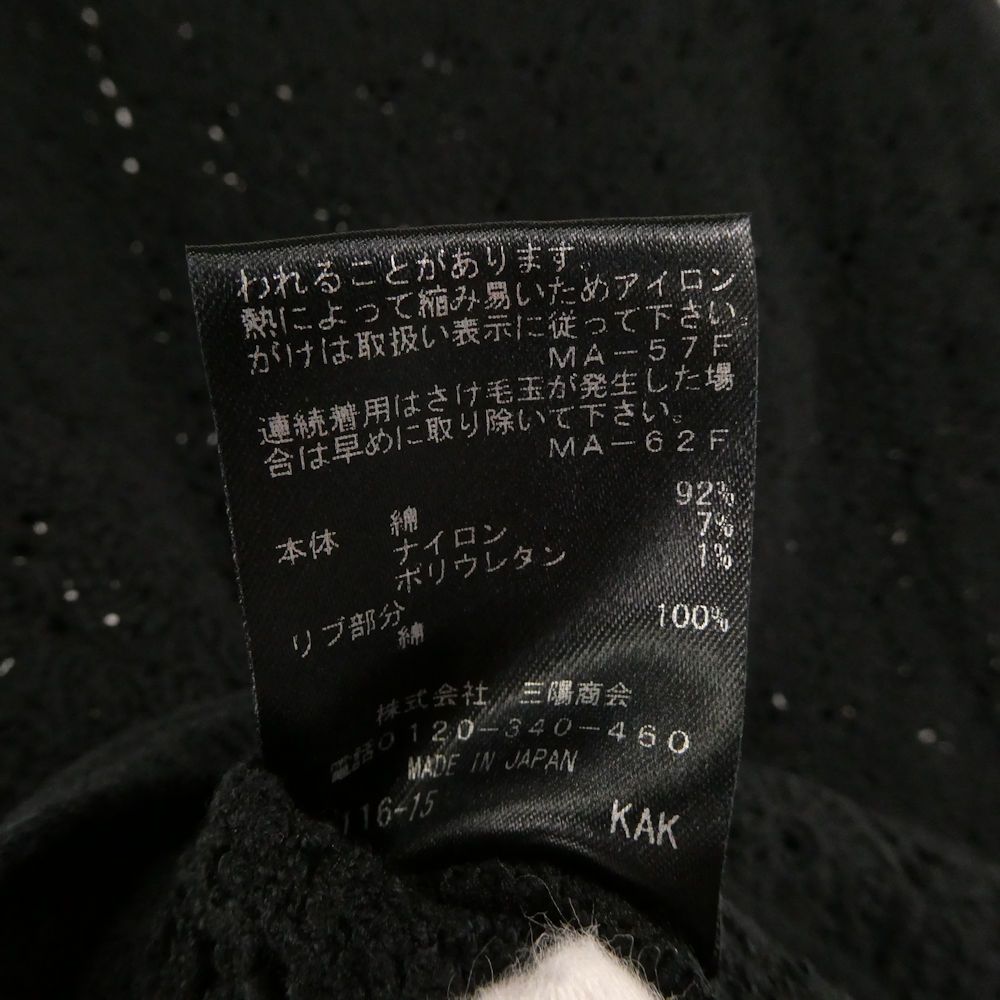 われることがあります
熱によって縮み易いためアイロン
がけは取扱い表示に従って下さい。
MA-57F
連続着用はさけ毛玉が発生した場
合は早めに取り除いて下さい。
MA-62F
本体 綿 92%
ナイロン 7%
ポリウレタン 1%
リブ部分
綿 100%
株式会社 三陽商会
電話0120-340-460
MADE IN JAPAN
116-15 KAK